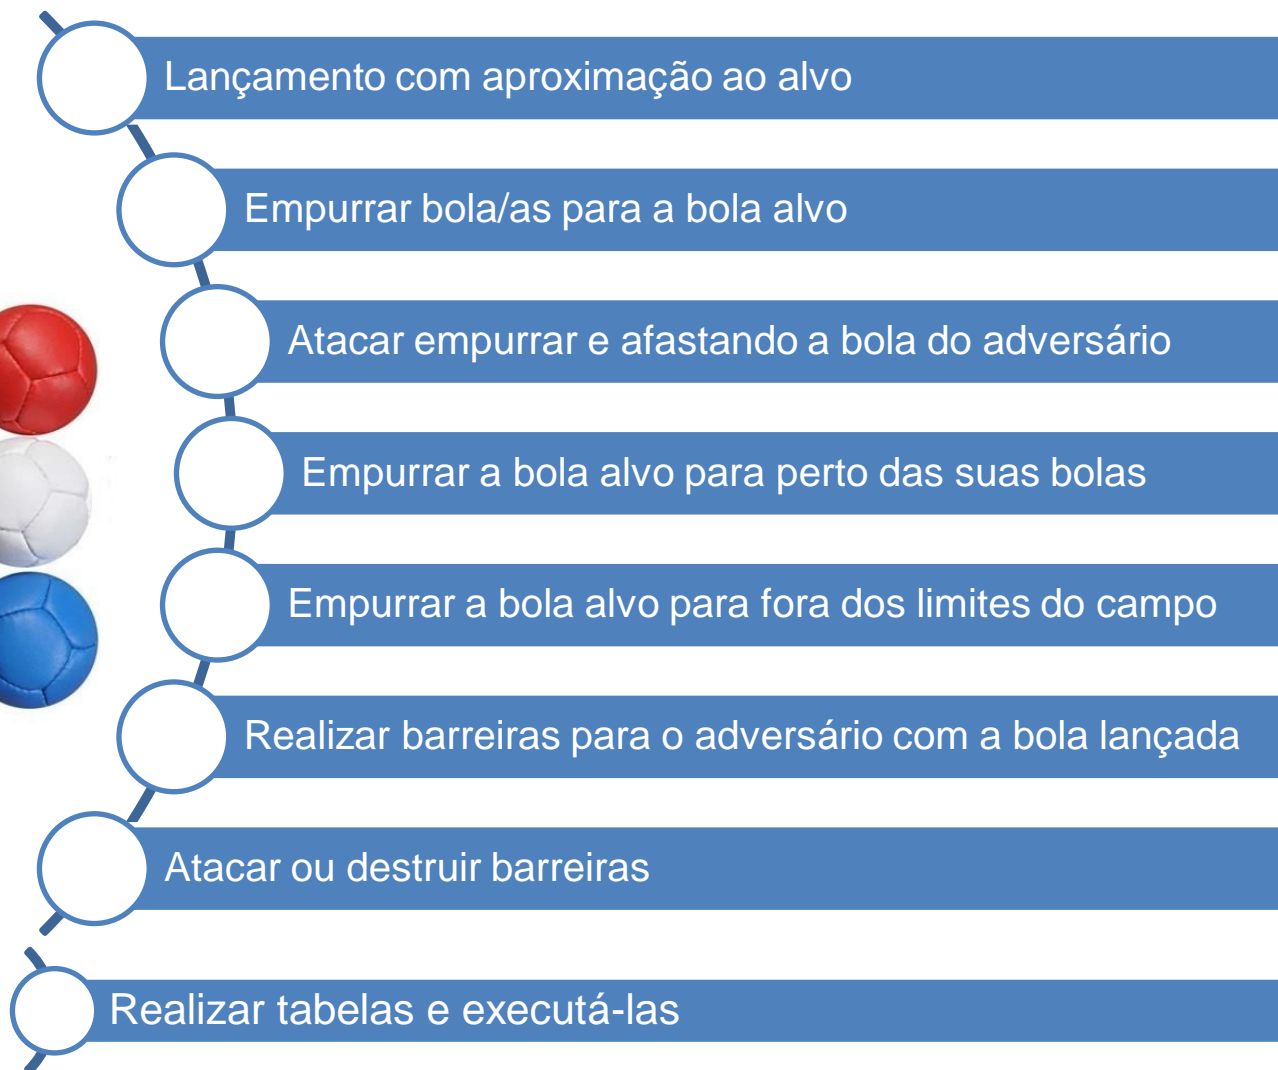 Lançamento com aproximação ao alvo
Empurrar bola/as para a bola alvo
Atacar empurrar e afastando a bola do adversário
Empurrar a bola alvo para perto das suas bolas
Empurrar a bola alvo para fora dos limites do campo
Realizar barreiras para o adversário com a bola lançada
Atacar ou destruir barreiras
Realizar tabelas e executá-las